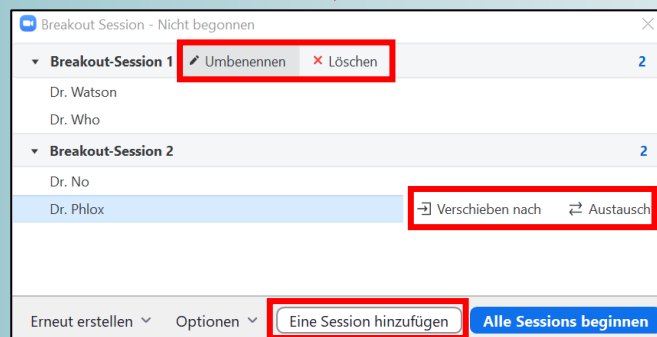 Breakout Session - Nicht begonnen
Breakout-Session 1 Umbenennen Löschen 2
Dr. Watson
Dr. Who
Breakout-Session 2 2
Dr. No
Dr. Phlox Verschieben nach Austausch
Erneut erstellen Optionen Eine Session hinzufügen Alle Sessions beginnen